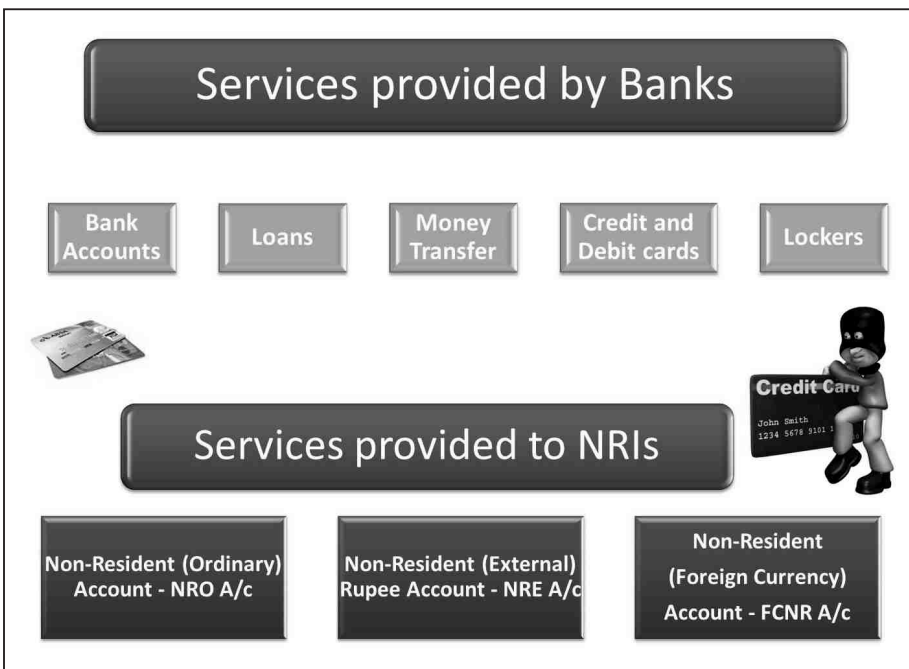 Services provided by Banks
Bank
Accounts
Loans
Money
Transfer
Credit and
Debit cards
Lockers
Credit Card
John Smith
1234 5678 9101 1
Services provided to NRIs
Non-Resident (Ordinary)
Account - NRO A/c
Non-Resident (External)
Rupee Account - NRE A/c
Non-Resident
(Foreign Currency)
Account - FCNR A/c